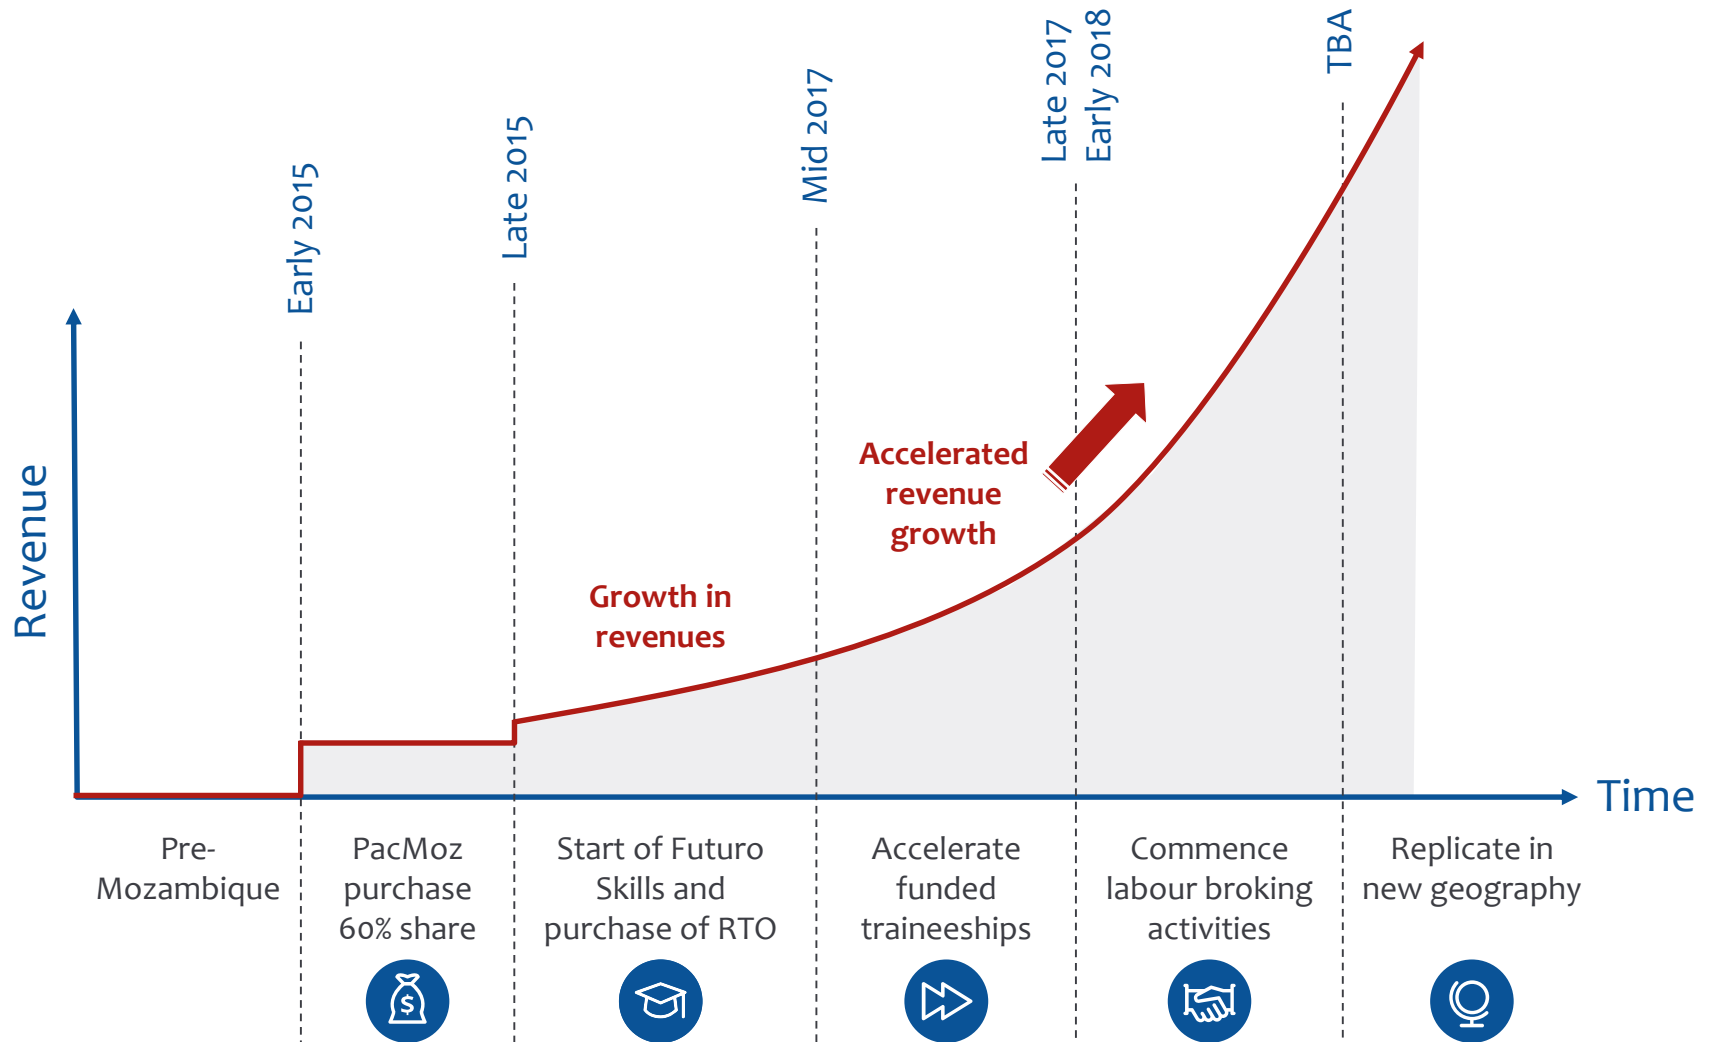 Early 2015
Late 2015
Mid 2017
Late 2017
Early 2018
TBA
Revenue
Accelerated
revenue
growth
Growth in
revenues
Time
Pre-
Mozambique
PacMoz
purchase
60% share
Start of Futuro
Skills and
purchase of RTO
Accelerate
funded
traineeships
Commence
labour broking
activities
Replicate in
new geography
$